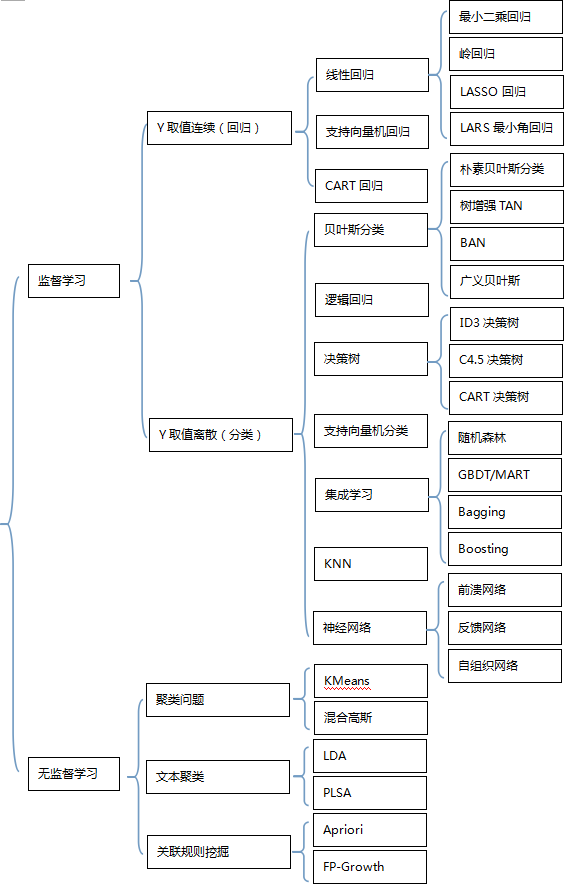 监督学习
Y 取值连续（回归）
线性回归
最小二乘回归
岭回归
LASSO 回归
LARS 最小角回归
支持向量机回归
CART 回归
Y 取值离散（分类）
贝叶斯分类
朴素贝叶斯分类
树增强 TAN
BAN
广义贝叶斯
逻辑回归
决策树
ID3 决策树
C4.5 决策树
CART 决策树
支持向量机分类
集成学习
随机森林
GBDT/MART
Bagging
Boosting
KNN
神经网络
前溃网络
反馈网络
自组织网络
无监督学习
聚类问题
KMeans
混合高斯
文本聚类
LDA
PLSA
关联规则挖掘
Apriori
FP-Growth